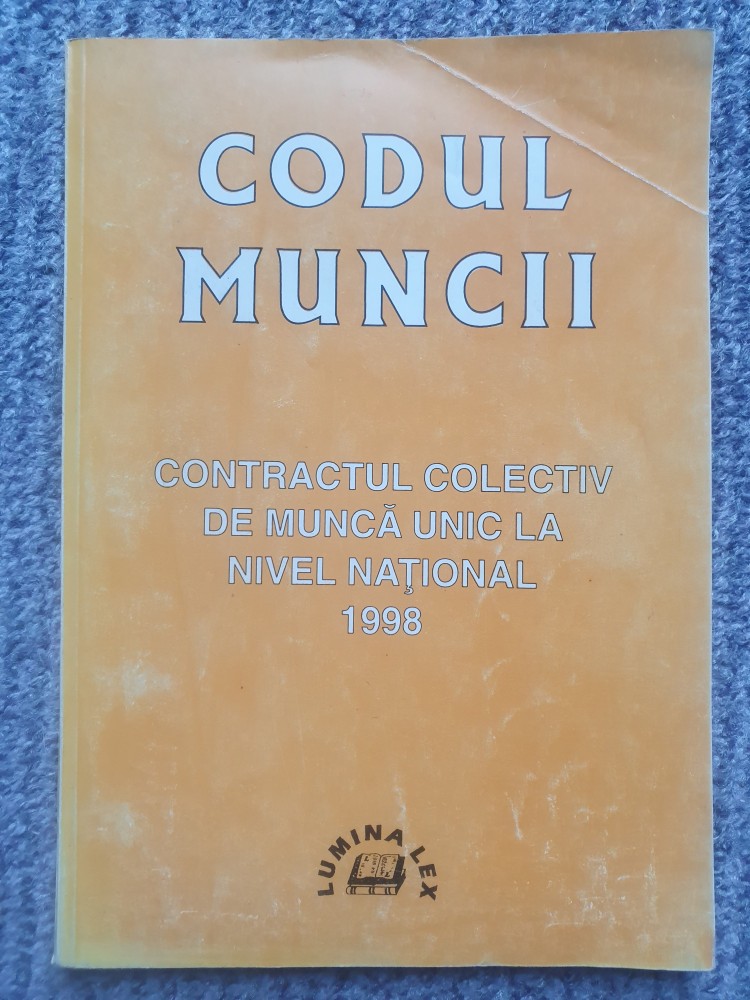 CODUL
MUNCII
CONTRACTUL COLECTIV
DE MUNCĂ UNIC LA
NIVEL NAŢIONAL
1998
LUMINA LEX